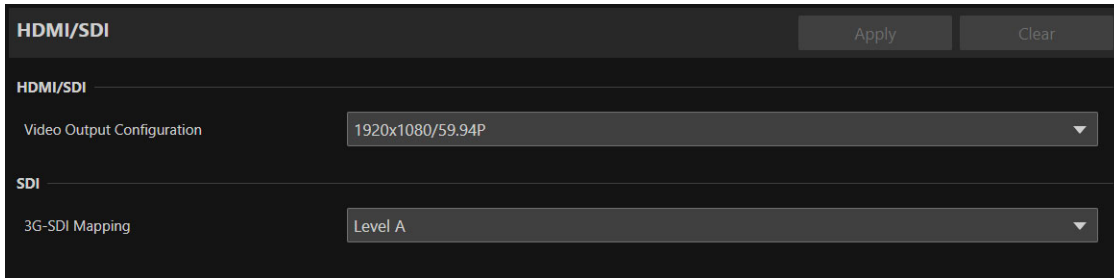 HDMI/SDI
Apply
Clear
HDMI/SDI
Video Output Configuration
1920x1080/59.94P
SDI
3G-SDI Mapping
Level A